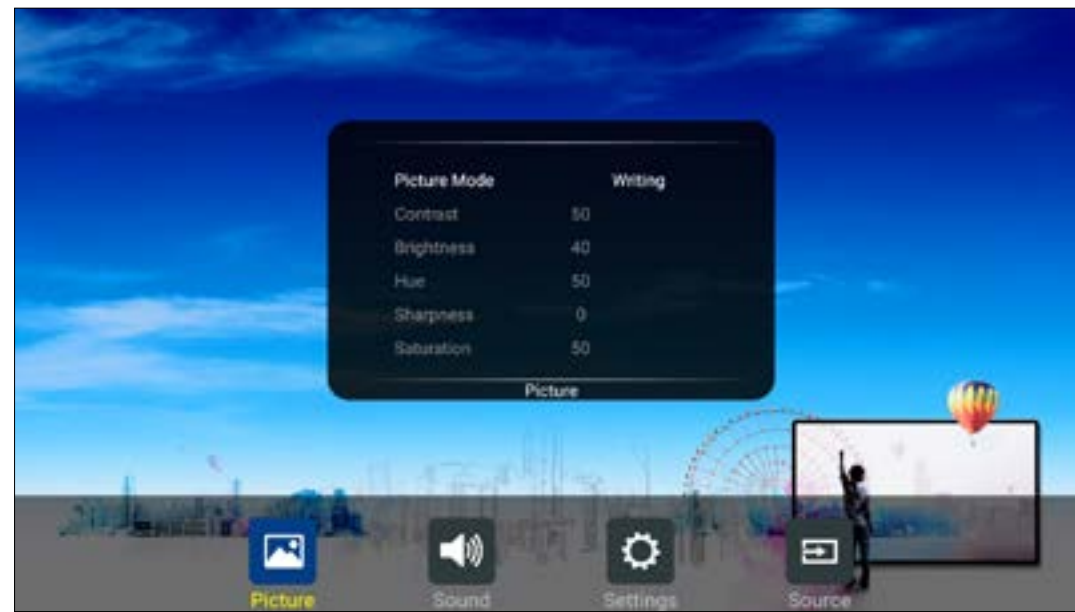 Picture Mode Writing
Contrast 50
Brightness 40
Hue 50
Sharpness 0
Saturation 50
Picture
Picture Sound Settings Source